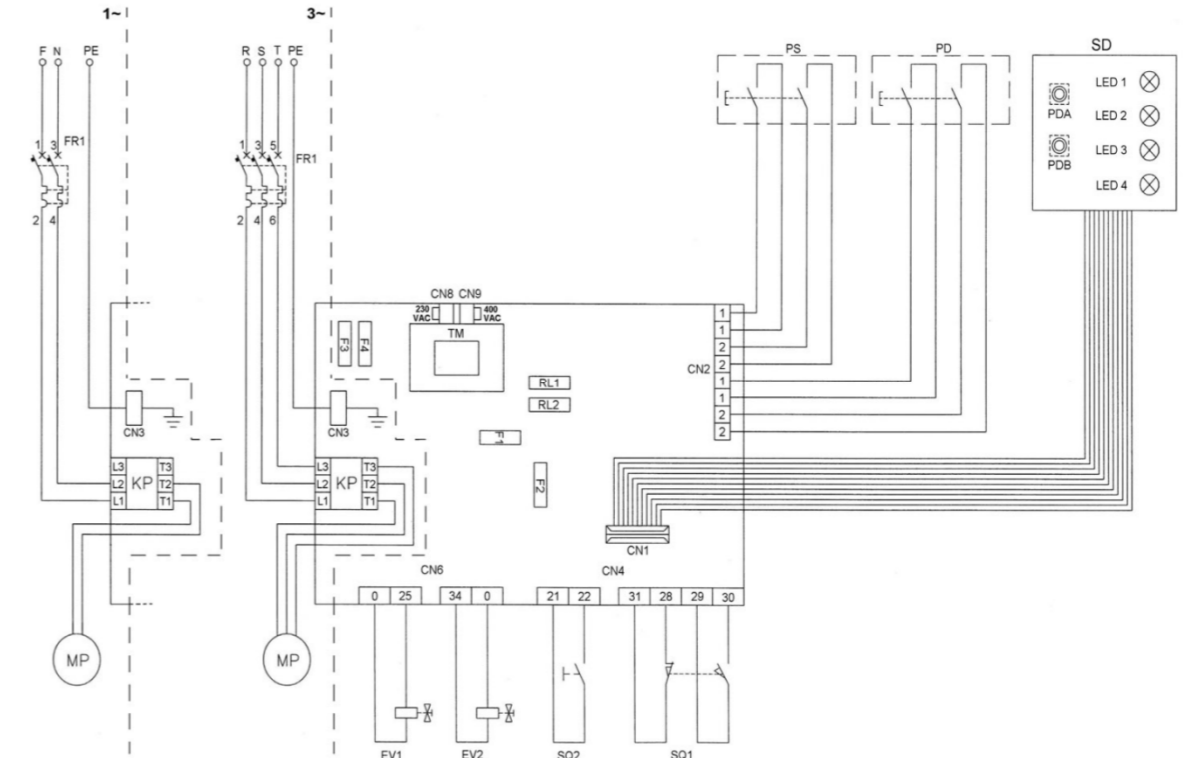 1~
3~
F N PE
R S T PE
PS
PD
SD
LED 1
LED 2
LED 3
LED 4
PDA
PDB
1 3 FR1
2 4
1 3 5 FR1
2 4 6
CN8 CN9
230 VAC
400 VAC
TM
F3
F4
RL1
RL2
F1
F2
CN2
1
1
2
2
1
1
2
2
CN3
CN3
L3 T3
L2 KP T2
L1 T1
L3 T3
L2 KP T2
L1 T1
CN1
CN6
CN4
0 25 34 0 21 22 31 28 29 30
MP
MP
EV1
EV2
SQ2
SQ1